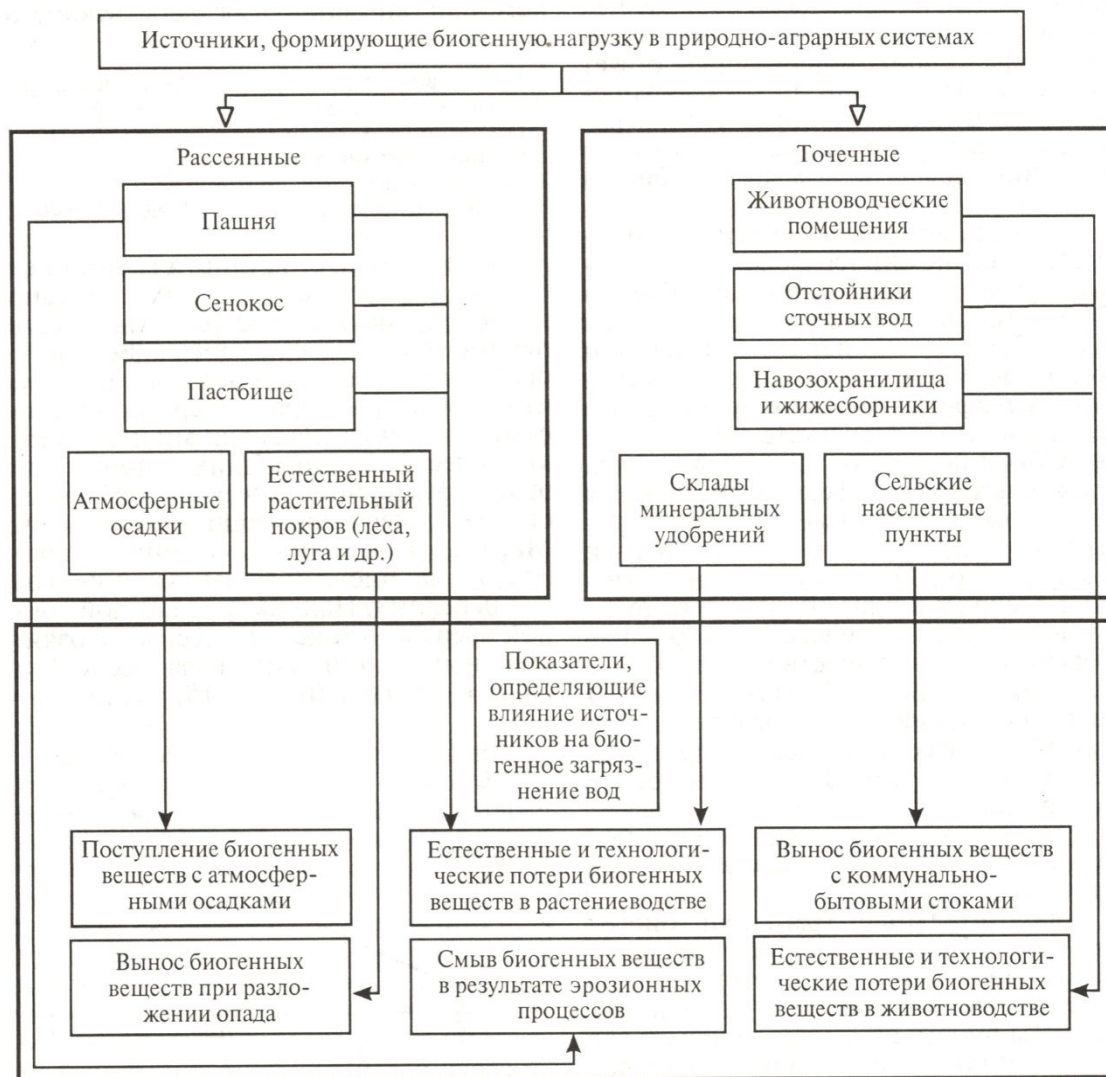 Источники, формирующие биогенную нагрузку в природно-аграрных системах
Рассеянные
Пашня
Сенокос
Пастбище
Атмосферные
осадки
Естественный
растительный
покров (леса,
луга и др.)
Точечные
Животноводческие
помещения
Отстойники
сточных вод
Навозохранилища
и жижесборники
Склады
минеральных
удобрений
Сельские
населенные
пункты
Показатели,
определяющие
влияние источ-
ников на био-
генное загряз-
нение вод
Поступление биогенных
веществ с атмосфер-
ными осадками
Естественные и технологи-
ческие потери биогенных
веществ в растениеводстве
Вынос биогенных веществ
с коммунально-
бытовыми стоками
Вынос биогенных
веществ при разло-
жении опада
Смыв биогенных веществ
в результате эрозионных
процессов
Естественные и технологи-
ческие потери биогенных
веществ в животноводстве